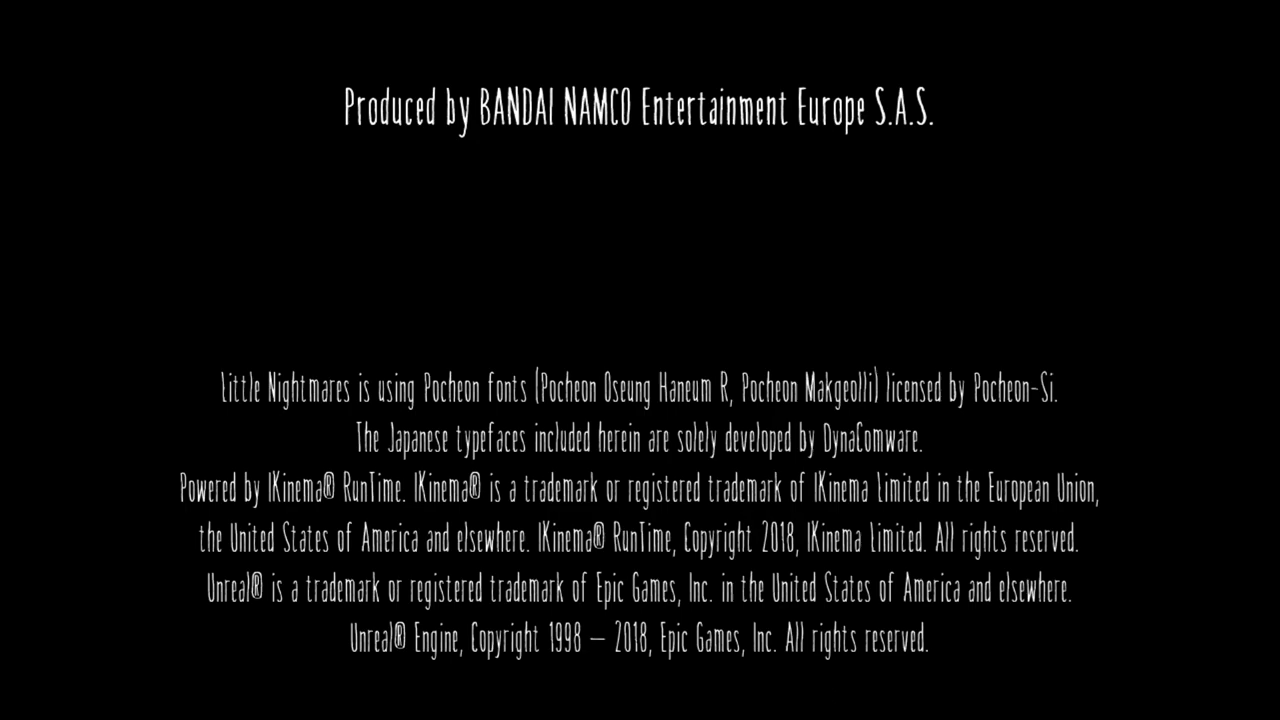 Produced by BANDAI NAMCO Entertainment Europe S.A.S.
Little Nightmares is using Pocheon fonts (Pocheon Oseung Haneum R, Pocheon Makgeolli) licensed by Pocheon-Si.
The Japanese typefaces included herein are solely developed by DynaComware.
Powered by IKinema® RunTime. IKinema® is a trademark or registered trademark of IKinema Limited in the European Union,
the United States of America and elsewhere. IKinema® RunTime, Copyright 2018, IKinema Limited. All rights reserved.
Unreal® is a trademark or registered trademark of Epic Games, Inc. in the United States of America and elsewhere.
Unreal® Engine, Copyright 1998 – 2018, Epic Games, Inc. All rights reserved.